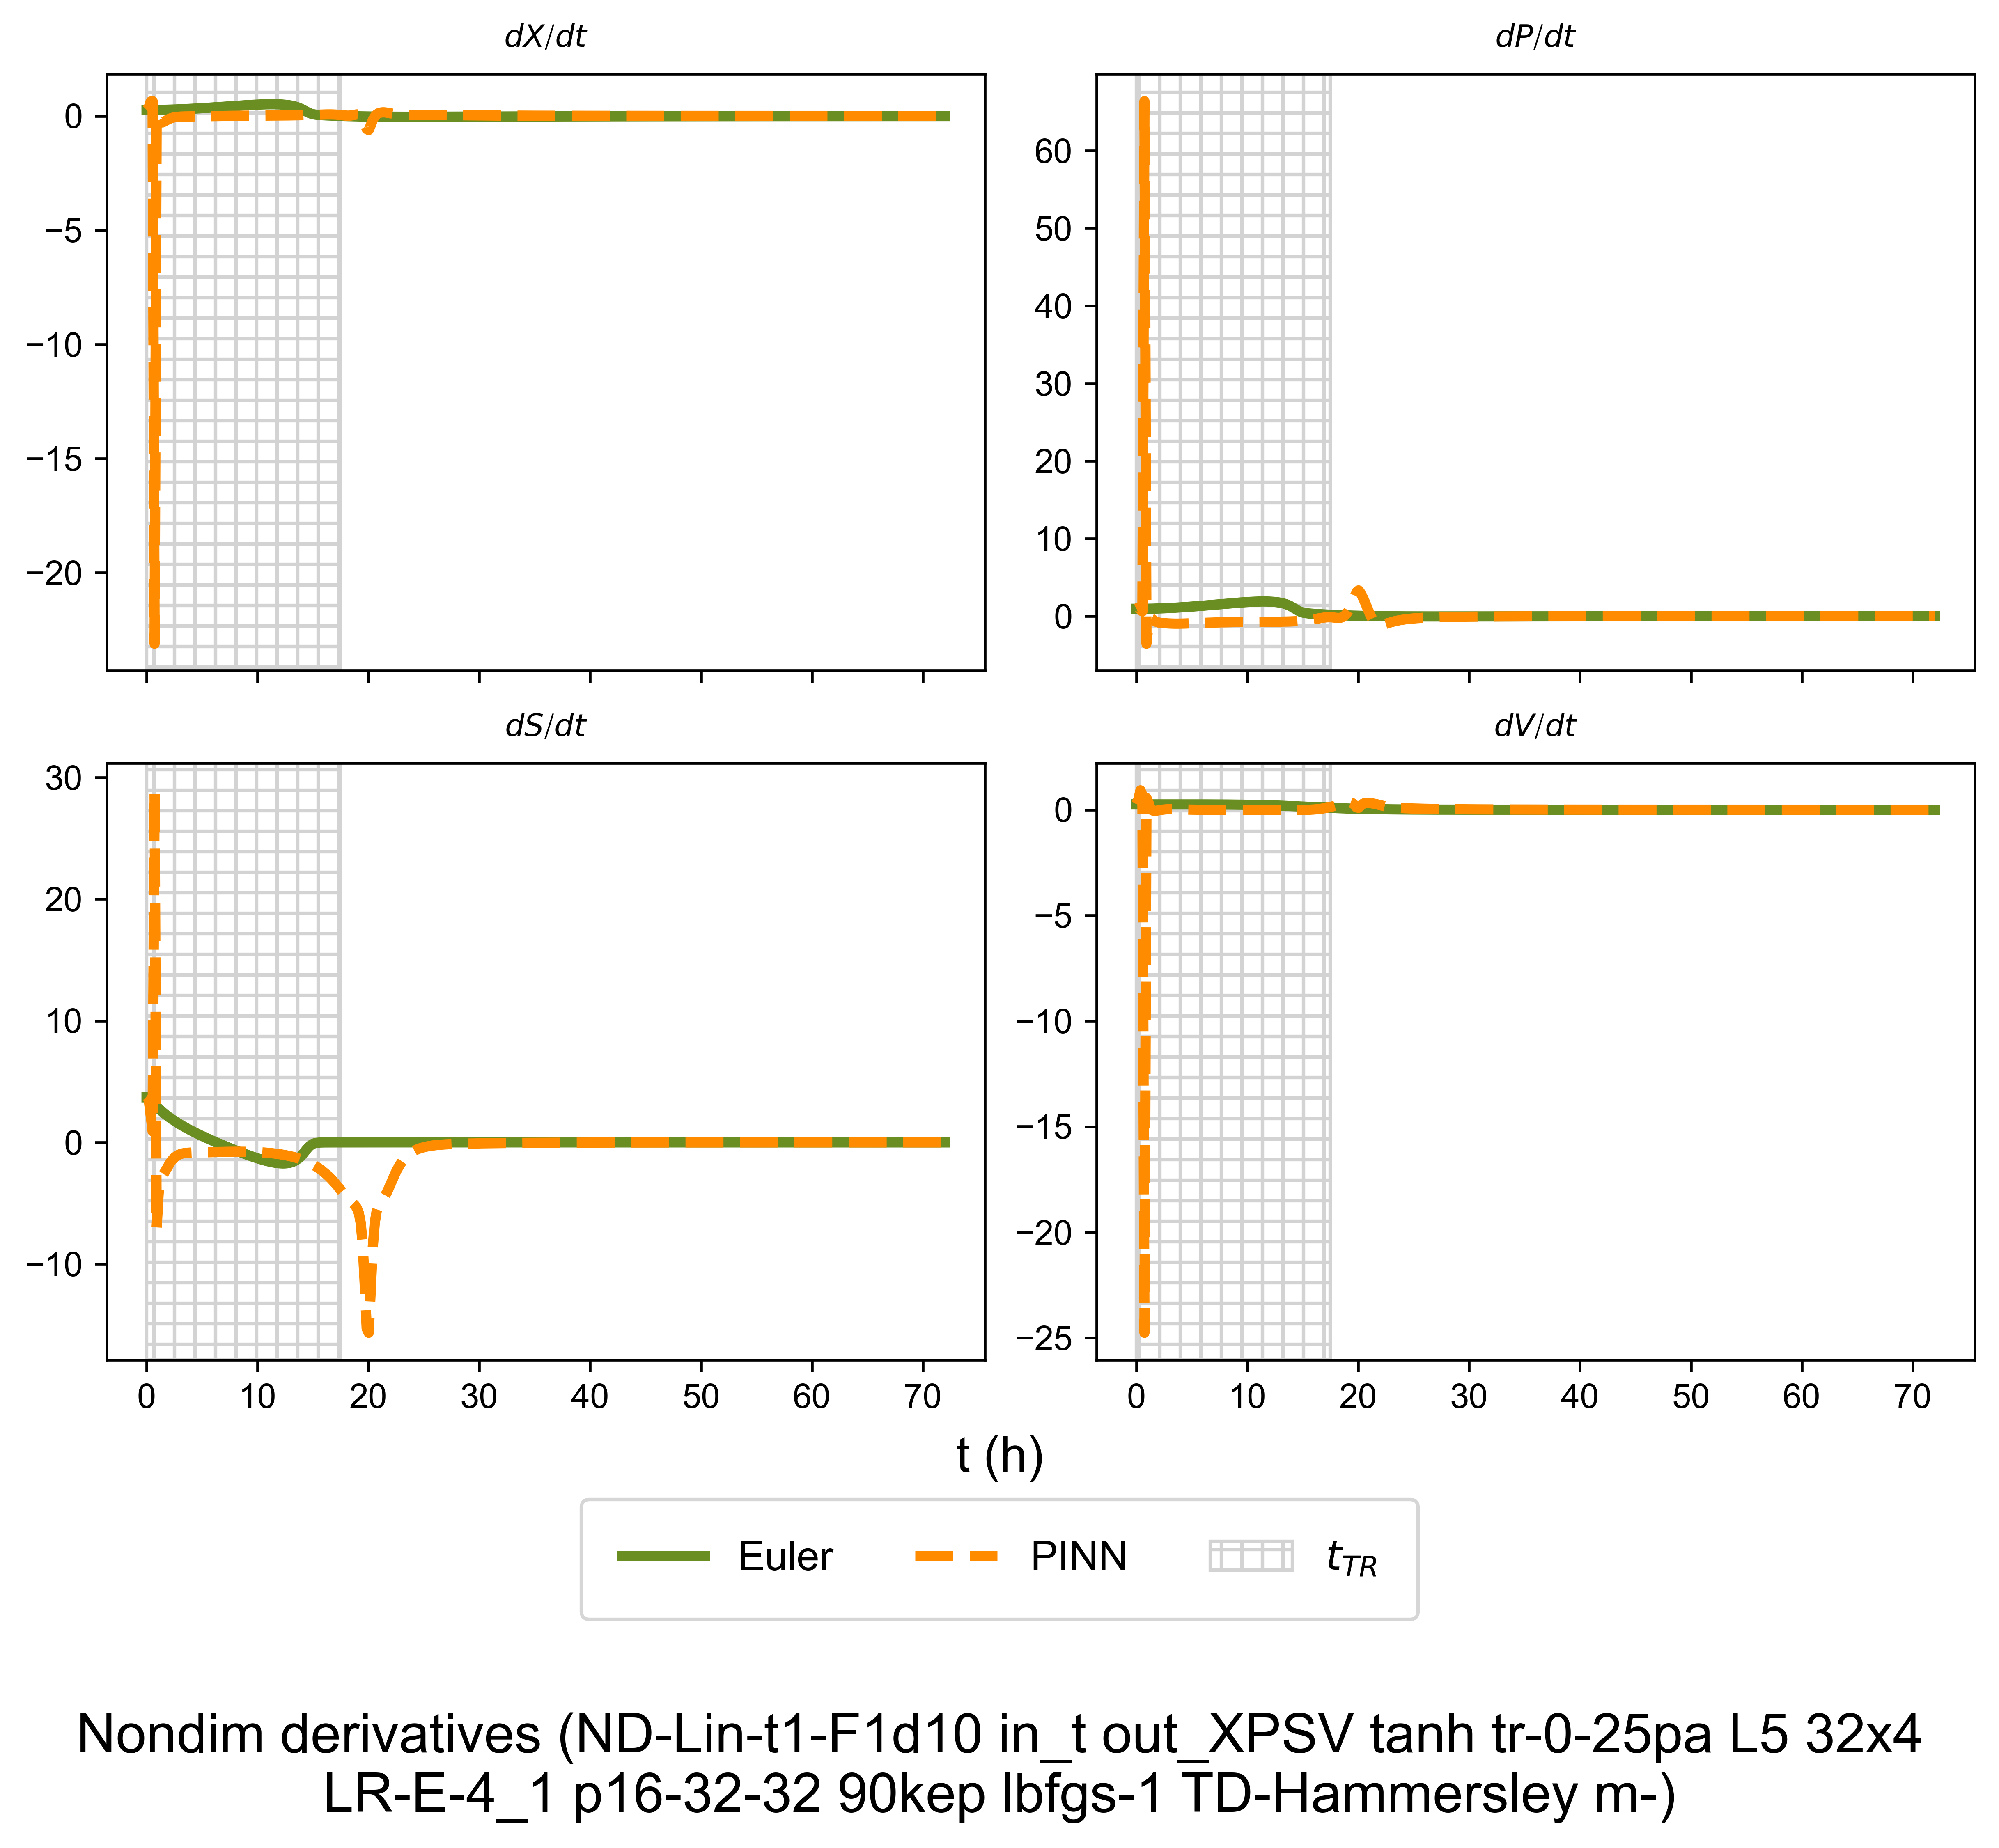 dX/dt
dP/dt
0
−5
−10
−15
−20
60
50
40
30
20
10
0
dS/dt
dV/dt
30
20
10
0
−10
0
−5
−10
−15
−20
−25
0 10 20 30 40 50 60 70
0 10 20 30 40 50 60 70
t (h)
Euler PINN t_TR
Nondim derivatives (ND-Lin-t1-F1d10 in_t out_XPSV tanh tr-0-25pa L5 32x4
LR-E-4_1 p16-32-32 90kep lbfgs-1 TD-Hammersley m-)